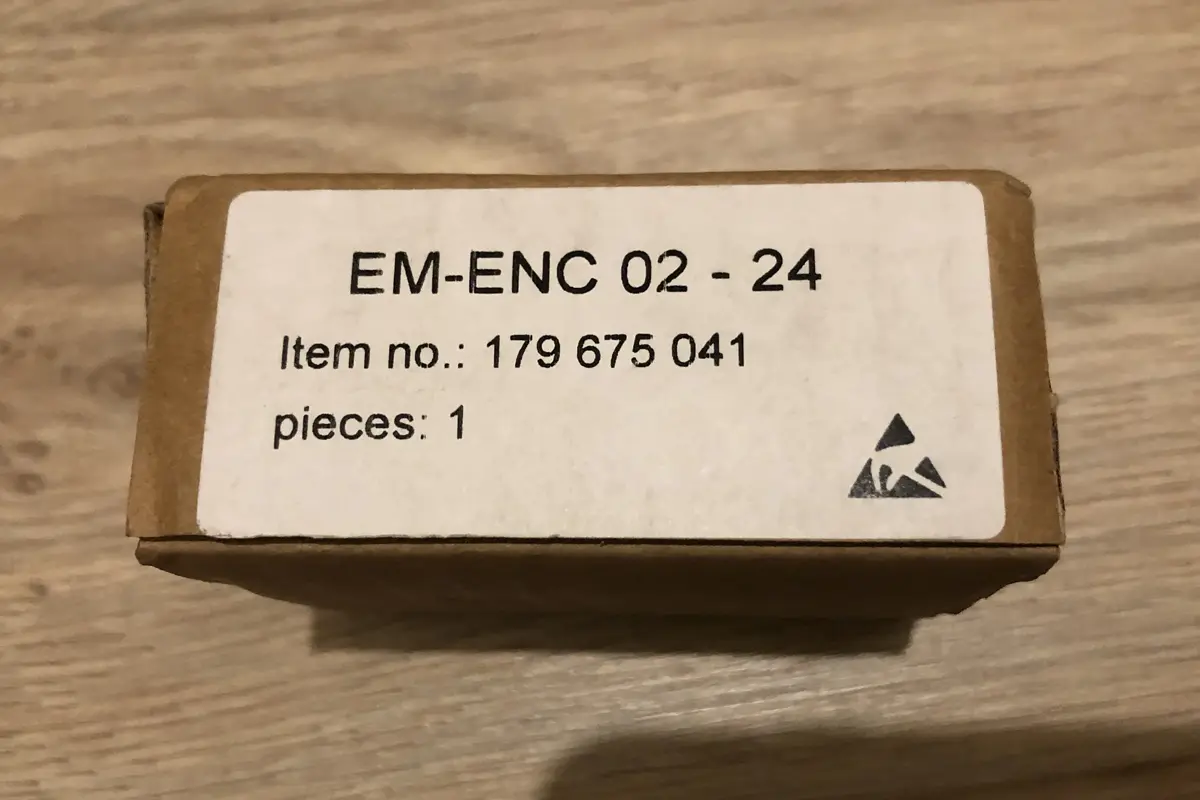 EM-ENC 02 - 24
Item no.: 179 675 041
pieces: 1